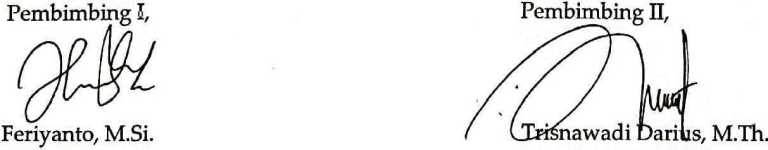 Pembimbing I,
Pembimbing II,
Feriyanto, M.Si.
Trisnawadi Darius, M.Th.